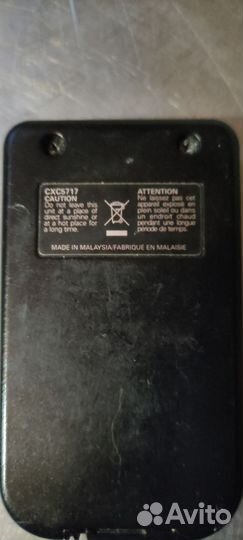 CXC5717
CAUTION
Do not leave this
unit at a place of
direct sunshine or
at a hot place for
a long time.
ATTENTION
Ne laissez pas cet
appareil exposé en
plein soleil ou dans
un endroit chaud
pendant une longue
période de temps.
MADE IN MALAYSIA/FABRIQUE EN MALAISIE
Avito